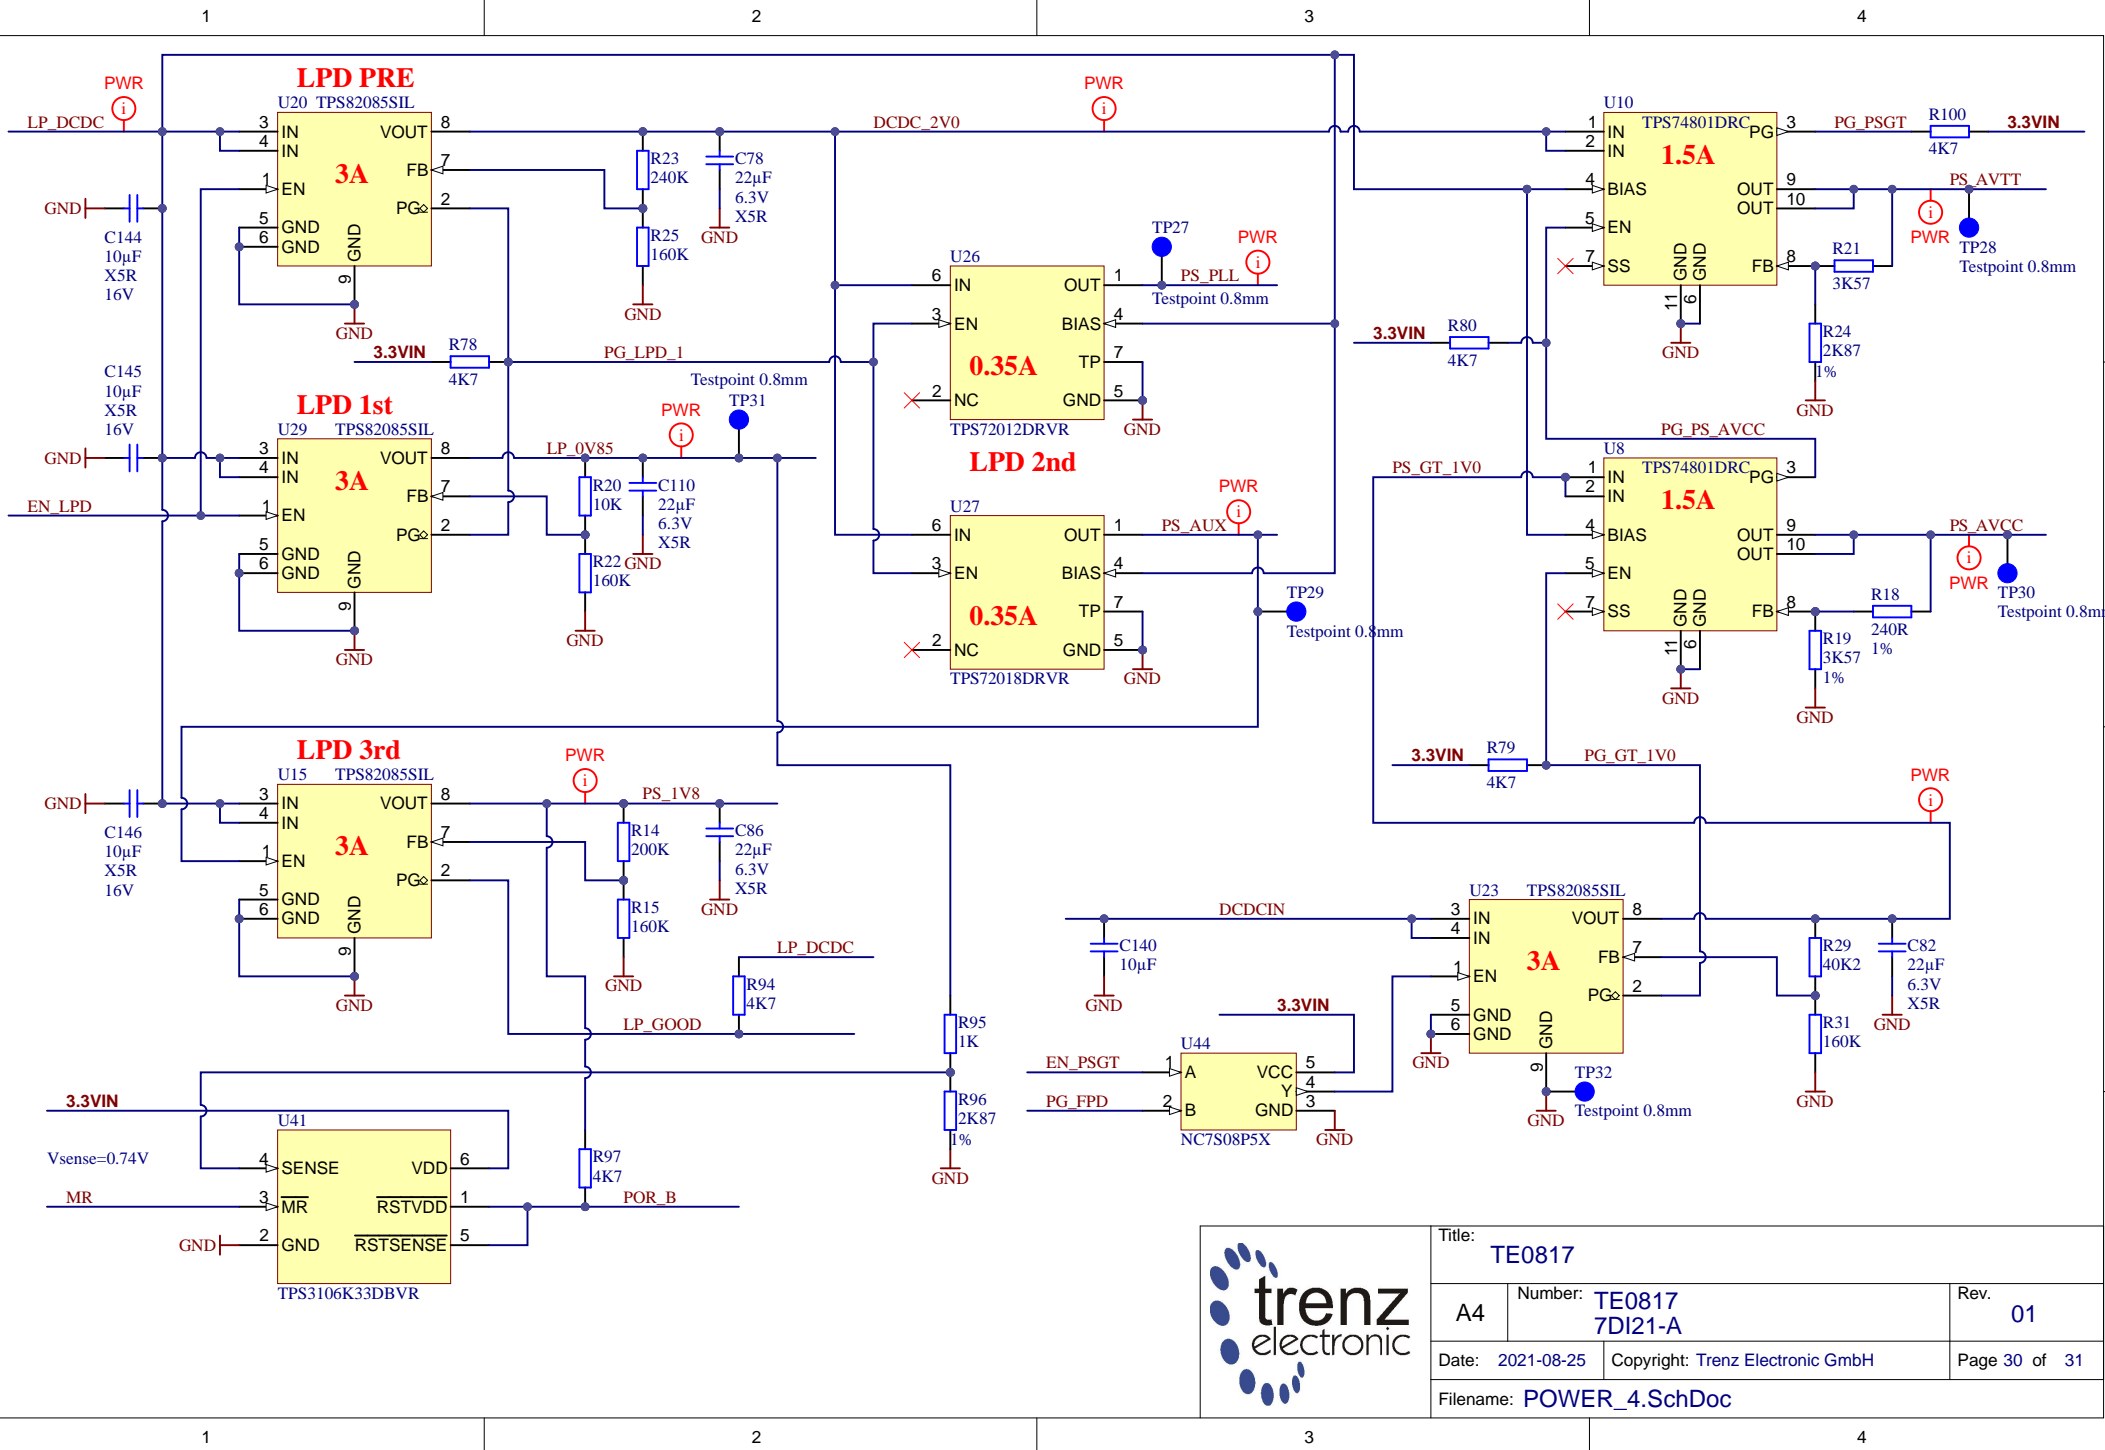 1 2 3 4
LPD PRE
PWR
LP_DCDC
U20 TPS82085SIL
3 IN
4 IN
1 EN
5 GND
6 GND
GND
9
VOUT 8
FB 7
PG 2
3A
GND
GND
C144
10µF
X5R
16V
R23
240K
R25
160K
GND
C78
22µF
6.3V
X5R
GND
DCDC_2V0
PWR
3.3VIN
R78
4K7
PG_LPD_1
C145
10µF
X5R
16V
GND
LPD 1st
U29 TPS82085SIL
3 IN
4 IN
1 EN
5 GND
6 GND
GND
9
VOUT 8
FB 7
PG 2
3A
GND
EN_LPD
LP_0V85
PWR
Testpoint 0.8mm
TP31
R20
10K
R22
160K
GND
C110
22µF
6.3V
X5R
GND
U26
6 IN
3 EN
2 NC
OUT 1
BIAS 4
TP 7
GND 5
0.35A
TPS72012DRVR
GND
TP27
PS_PLL
PWR
Testpoint 0.8mm
LPD 2nd
U27
6 IN
3 EN
2 NC
OUT 1
BIAS 4
TP 7
GND 5
0.35A
TPS72018DRVR
GND
PS_AUX
PWR
TP29
Testpoint 0.8mm
U10
TPS74801DRC
1 IN
2 IN
4 BIAS
5 EN
7 SS
GND
GND
11
6
PG 3
OUT 9
OUT 10
FB 8
1.5A
GND
PG_PSGT
R100
4K7
3.3VIN
PS_AVTT
PWR
TP28
Testpoint 0.8mm
R21
3K57
R24
2K87
1%
GND
3.3VIN
R80
4K7
PG_PS_AVCC
U8
TPS74801DRC
PS_GT_1V0
1 IN
2 IN
4 BIAS
5 EN
7 SS
GND
GND
11
6
PG 3
OUT 9
OUT 10
FB 8
1.5A
GND
PS_AVCC
PWR
TP30
Testpoint 0.8m
R18
240R
1%
R19
3K57
1%
GND
3.3VIN
R79
4K7
PG_GT_1V0
PWR
LPD 3rd
U15 TPS82085SIL
3 IN
4 IN
1 EN
5 GND
6 GND
GND
9
VOUT 8
FB 7
PG 2
3A
GND
GND
C146
10µF
X5R
16V
PWR
PS_1V8
R14
200K
R15
160K
GND
C86
22µF
6.3V
X5R
GND
LP_DCDC
R94
4K7
LP_GOOD
R95
1K
R96
2K87
1%
GND
DCDCIN
C140
10µF
GND
U23 TPS82085SIL
3 IN
4 IN
1 EN
5 GND
6 GND
GND
9
VOUT 8
FB 7
PG 2
3A
GND
GND
TP32
Testpoint 0.8mm
R29
40K2
R31
160K
GND
C82
22µF
6.3V
X5R
GND
3.3VIN
U44
EN_PSGT
PG_FPD
1 A
2 B
VCC 5
Y 4
GND 3
NC7S08P5X
GND
3.3VIN
U41
Vsense=0.74V
MR
GND
4 SENSE
3 MR
2 GND
VDD 6
RSTVDD 1
RSTSENSE 5
TPS3106K33DBVR
R97
4K7
POR_B
trenz
electronic
Title:
TE0817
A4
Number: TE0817
7DI21-A
Rev.
01
Date: 2021-08-25
Copyright: Trenz Electronic GmbH
Page 30 of 31
Filename: POWER_4.SchDoc
1 2 3 4